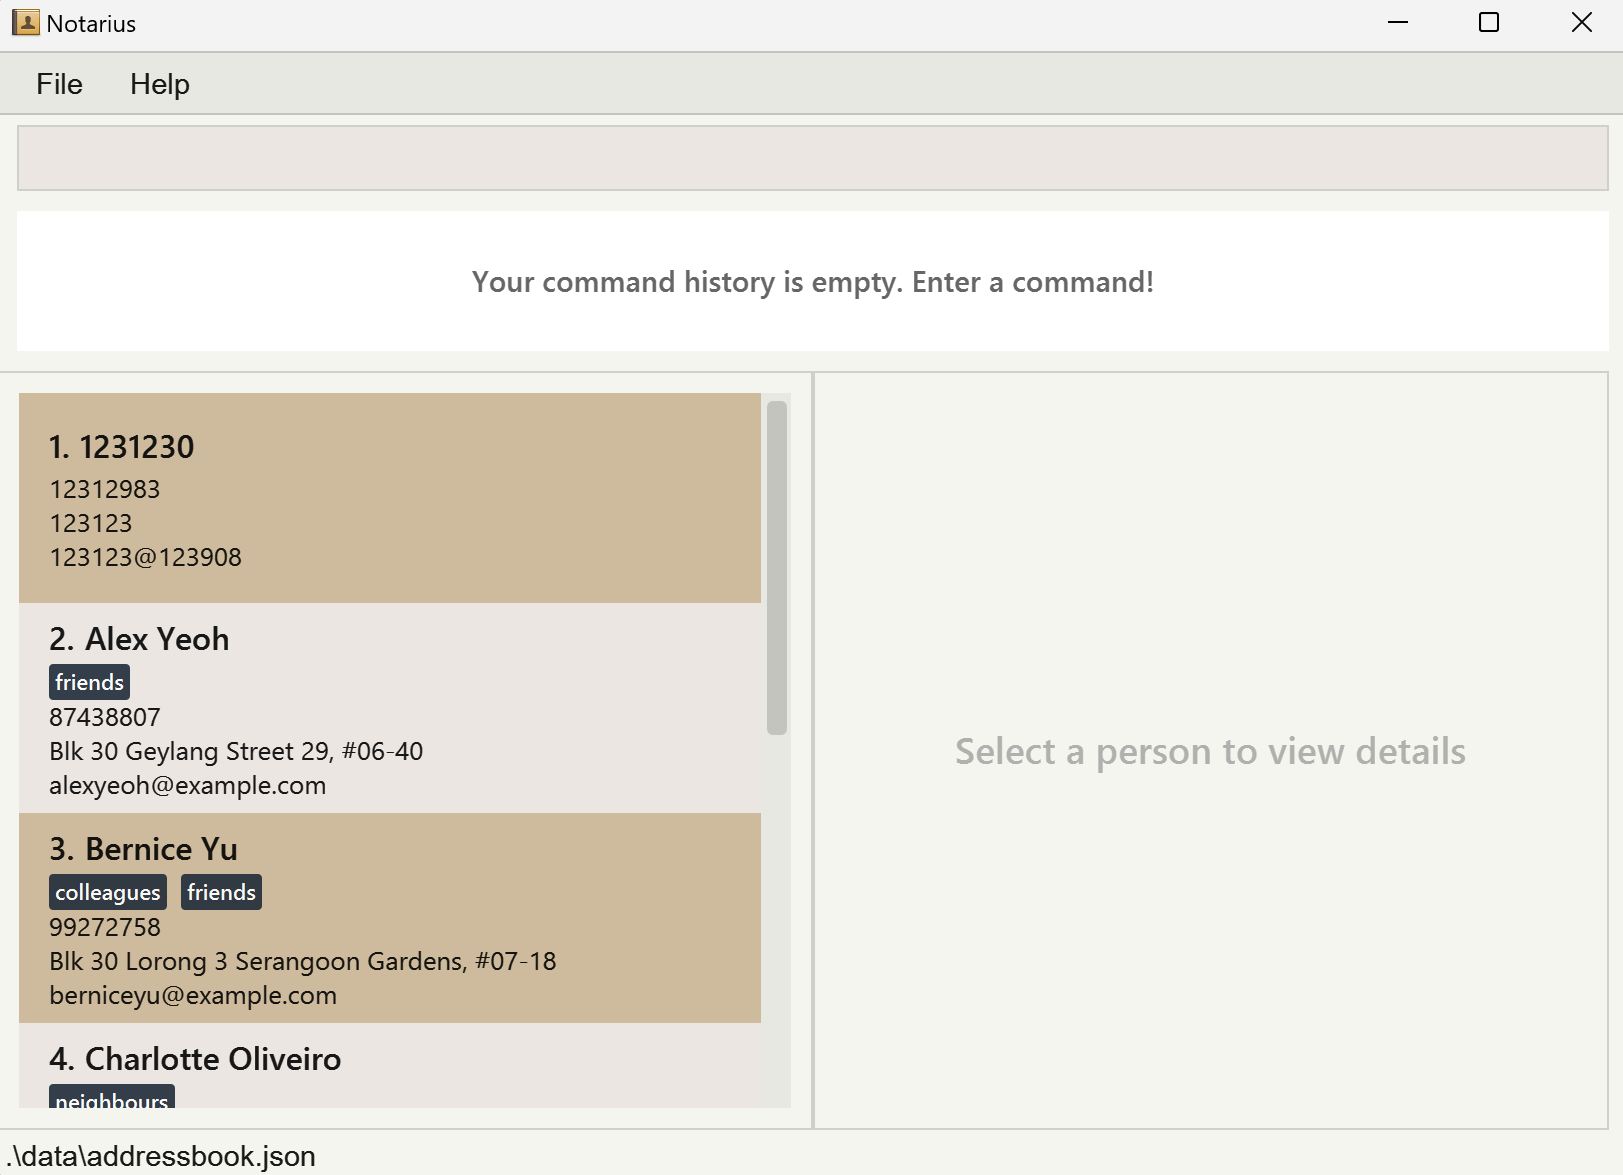 Notarius
File Help
Your command history is empty. Enter a command!
1. 1231230
12312983
123123
123123@123908
2. Alex Yeoh
friends
87438807
Blk 30 Geylang Street 29, #06-40
alexyeoh@example.com
3. Bernice Yu
colleagues friends
99272758
Blk 30 Lorong 3 Serangoon Gardens, #07-18
berniceyu@example.com
4. Charlotte Oliveiro
neighbours
Select a person to view details
.\data\addressbook.json